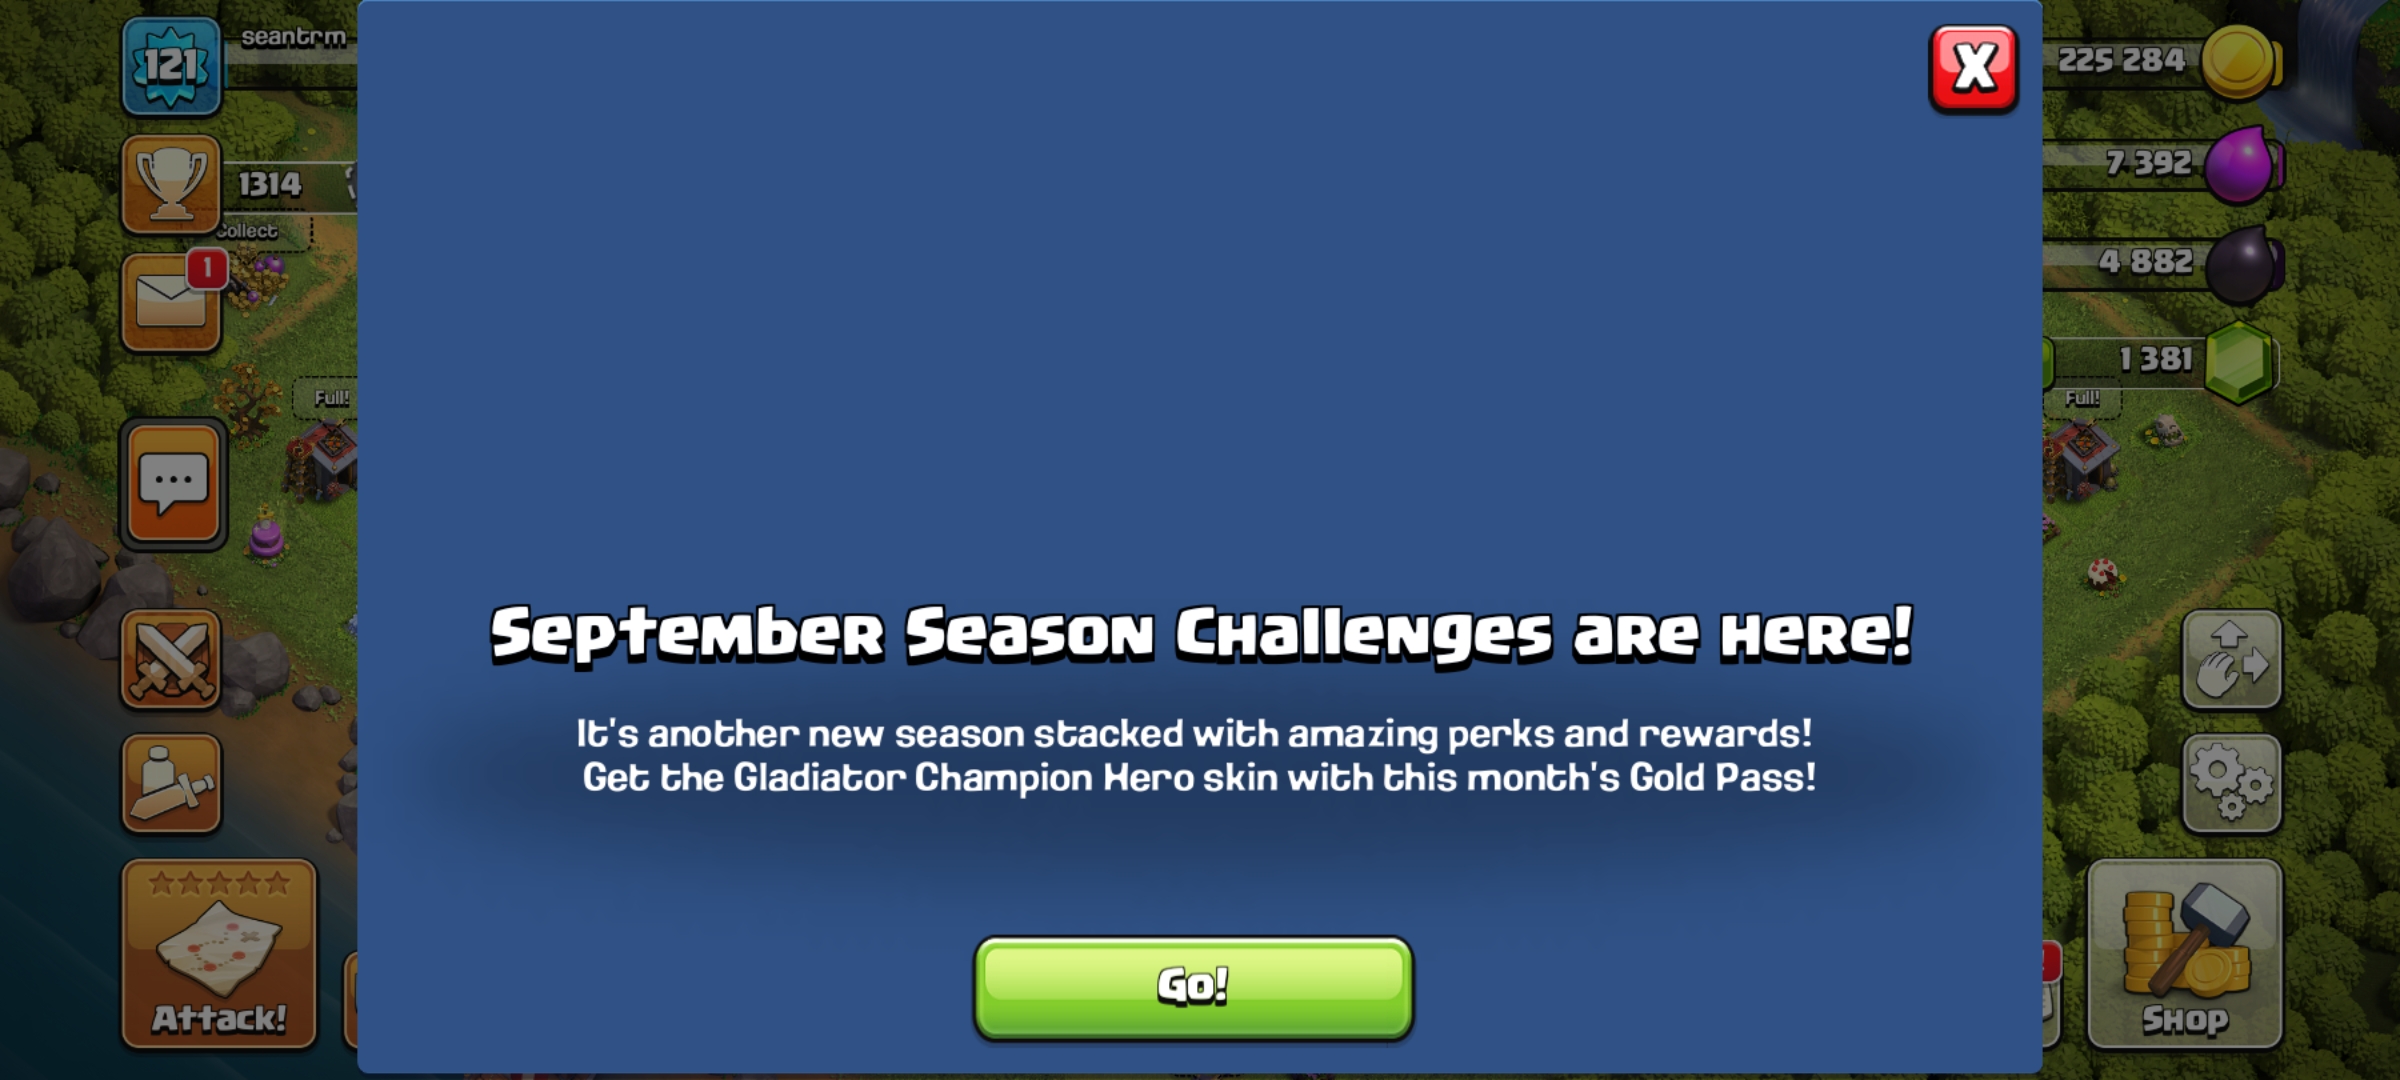 121
seantrm
225 284
1314
7 392
Collect
1
4 882
1 381
Full!
Full!
September Season Challenges are here!
It's another new season stacked with amazing perks and rewards!
Get the Gladiator Champion Hero skin with this month's Gold Pass!
Go!
Attack!
Shop
X